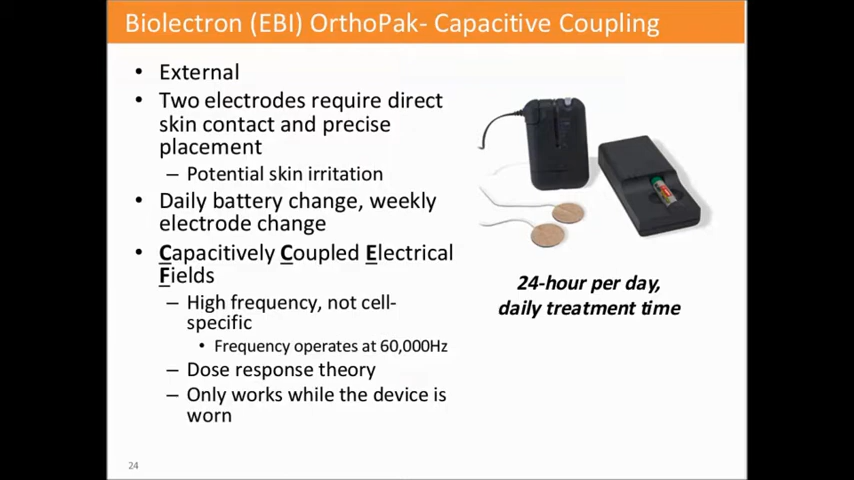 Biolectron (EBI) OrthoPak- Capacitive Coupling
• External
• Two electrodes require direct
skin contact and precise
placement
– Potential skin irritation
• Daily battery change, weekly
electrode change
• Capacitively Coupled Electrical
Fields
– High frequency, not cell-
specific
• Frequency operates at 60,000Hz
– Dose response theory
– Only works while the device is
worn
24-hour per day,
daily treatment time
24